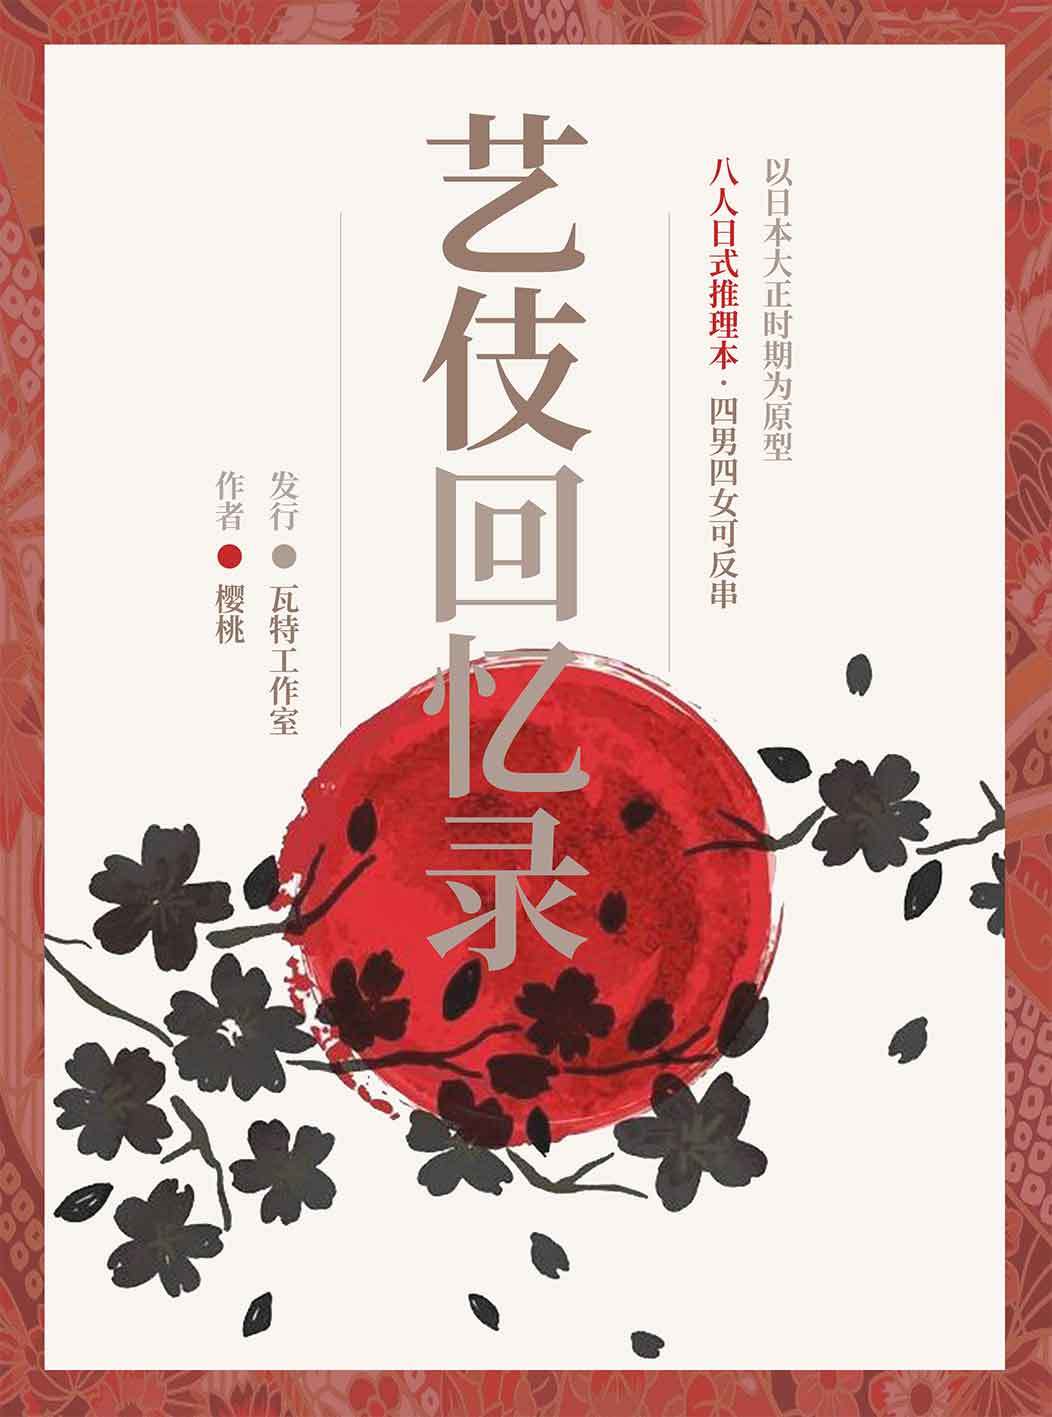 以日本大正时期为原型
八人日式推理本·四男四女可反串
艺伎回忆录
发行●瓦特工作室
作者●樱桃